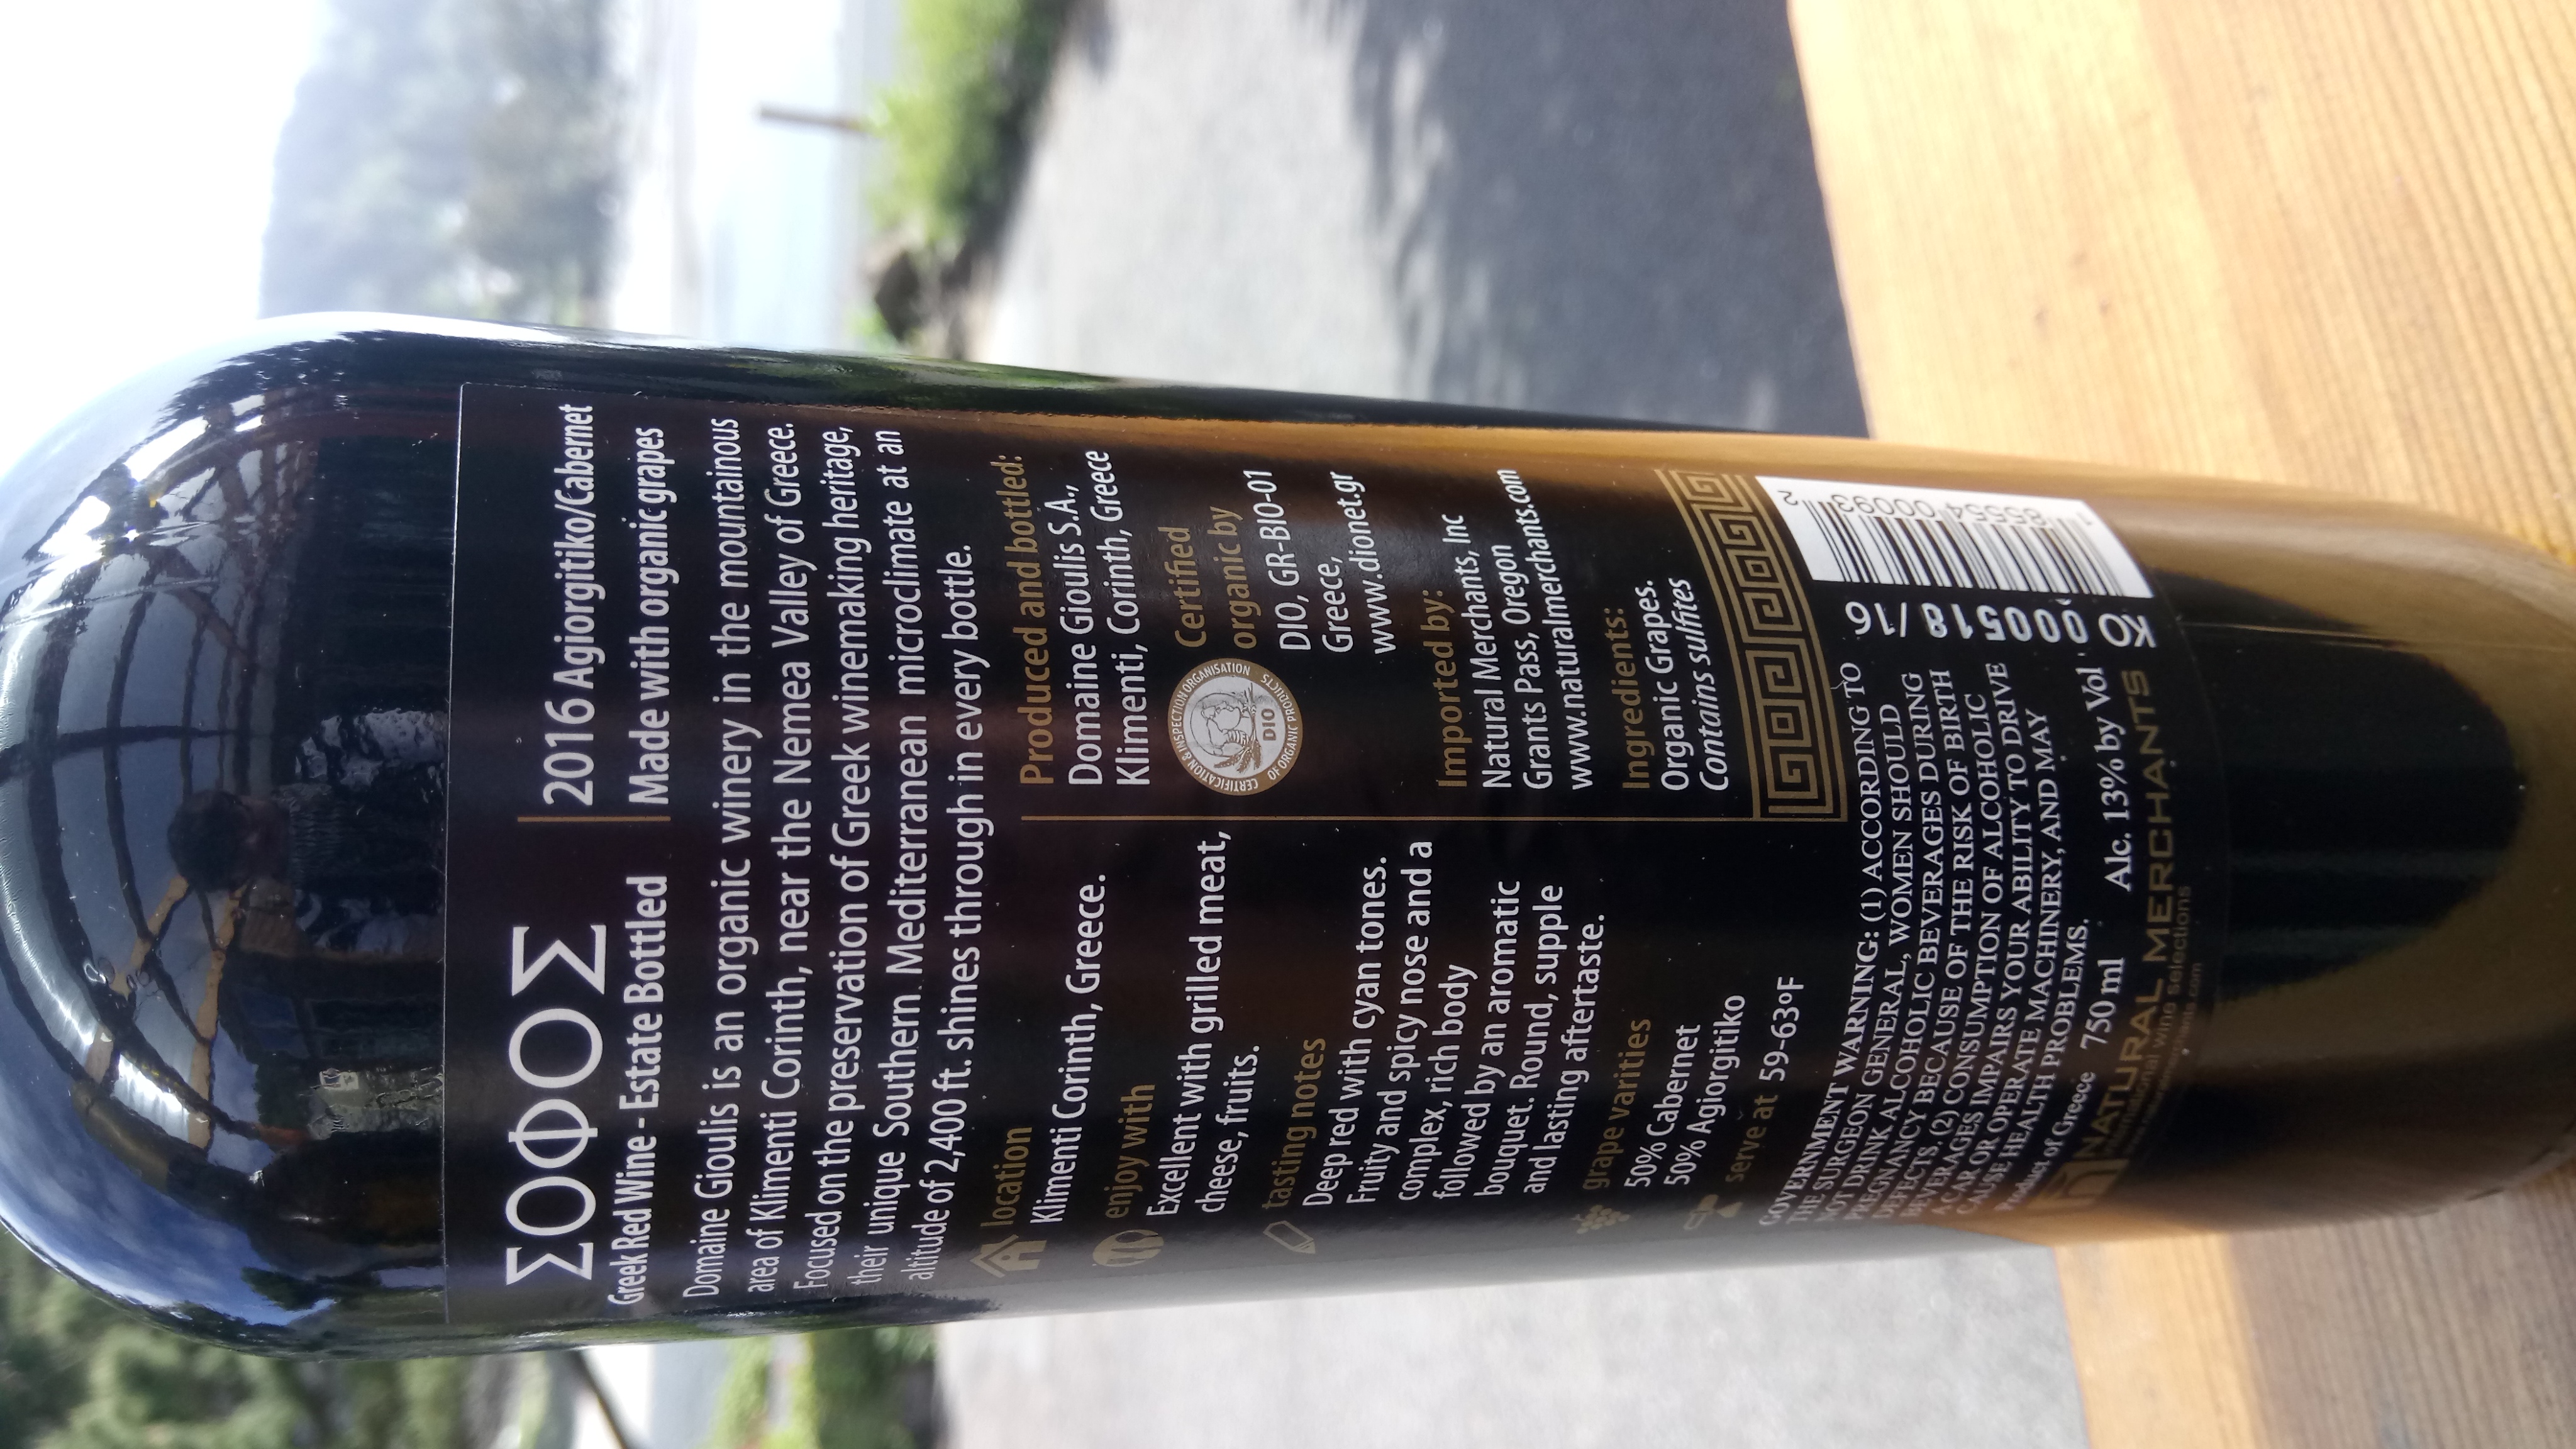 ΣΟΦΟΣ
Greek Red Wine - Estate Bottled
2016 Agiorgitiko/Cabernet
Made with organic grapes
Domaine Gioulis is an organic winery in the mountainous
area of Klimenti Corinth, near the Nemea Valley of Greece.
Focused on the preservation of Greek winemaking heritage,
their unique Southern Mediterranean microclimate at an
altitude of 2,400 ft. shines through in every bottle.
location
Klimenti Corinth, Greece.
enjoy with
Excellent with grilled meat,
cheese, fruits.
tasting notes
Deep red with cyan tones.
Fruity and spicy nose and a
complex, rich body
followed by an aromatic
bouquet. Round, supple
and lasting aftertaste.
grape varities
50% Cabernet
50% Agiorgitiko
serve at 59-63ºF
Produced and bottled:
Domaine Gioulis S.A.,
Klimenti, Corinth, Greece
CERTIFICATION & INSPECTION ORGANISATION
OF ORGANIC PRODUCTS
DIO
Certified
organic by
DIO, GR-BIO-01
Greece,
www.dionet.gr
Imported by:
Natural Merchants, Inc
Grants Pass, Oregon
www.naturalmerchants.com
Ingredients:
Organic Grapes.
Contains sulfites
GOVERNMENT WARNING: (1) ACCORDING TO
THE SURGEON GENERAL, WOMEN SHOULD
NOT DRINK ALCOHOLIC BEVERAGES DURING
PREGNANCY BECAUSE OF THE RISK OF BIRTH
DEFECTS. (2) CONSUMPTION OF ALCOHOLIC
BEVERAGES IMPAIRS YOUR ABILITY TO DRIVE
A CAR OR OPERATE MACHINERY, AND MAY
CAUSE HEALTH PROBLEMS.
Product of Greece 750 ml Alc. 13% by Vol
NATURAL MERCHANTS
international wine selections
www.naturalmerchants.com
KO 000518 /16
1 85554 00093 2